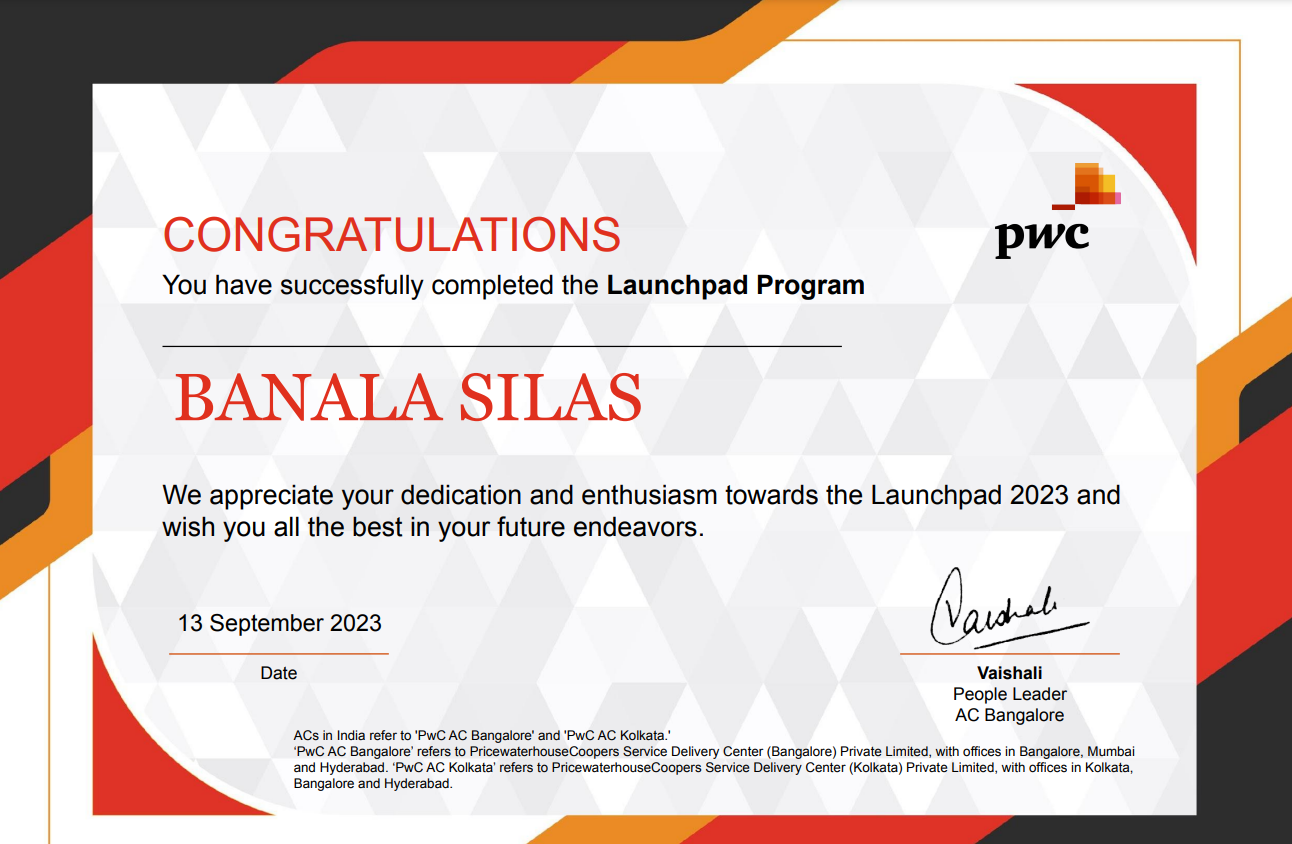 pwc
CONGRATULATIONS
You have successfully completed the Launchpad Program
BANALA SILAS
We appreciate your dedication and enthusiasm towards the Launchpad 2023 and
wish you all the best in your future endeavors.
13 September 2023
Date
Vaishali
Vaishali
People Leader
AC Bangalore
ACs in India refer to 'PwC AC Bangalore' and 'PwC AC Kolkata.'
‘PwC AC Bangalore’ refers to PricewaterhouseCoopers Service Delivery Center (Bangalore) Private Limited, with offices in Bangalore, Mumbai
and Hyderabad. ‘PwC AC Kolkata’ refers to PricewaterhouseCoopers Service Delivery Center (Kolkata) Private Limited, with offices in Kolkata,
Bangalore and Hyderabad.